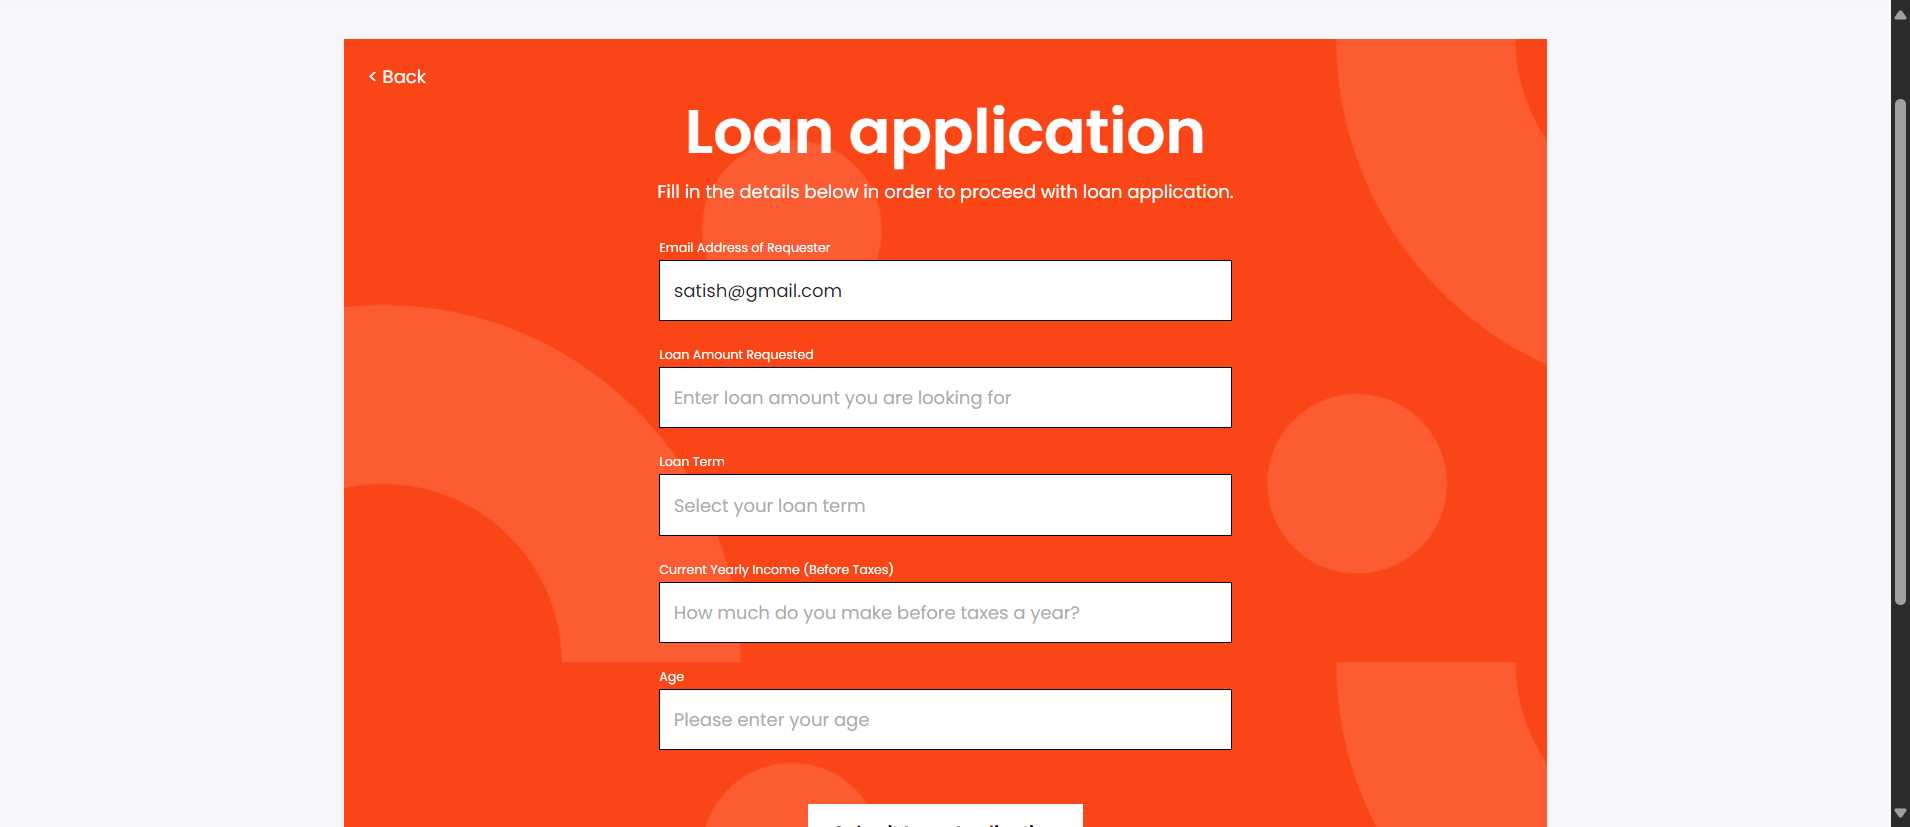 < Back
Loan application
Fill in the details below in order to proceed with loan application.
Email Address of Requester
satish@gmail.com
Loan Amount Requested
Enter loan amount you are looking for
Loan Term
Select your loan term
Current Yearly Income (Before Taxes)
How much do you make before taxes a year?
Age
Please enter your age